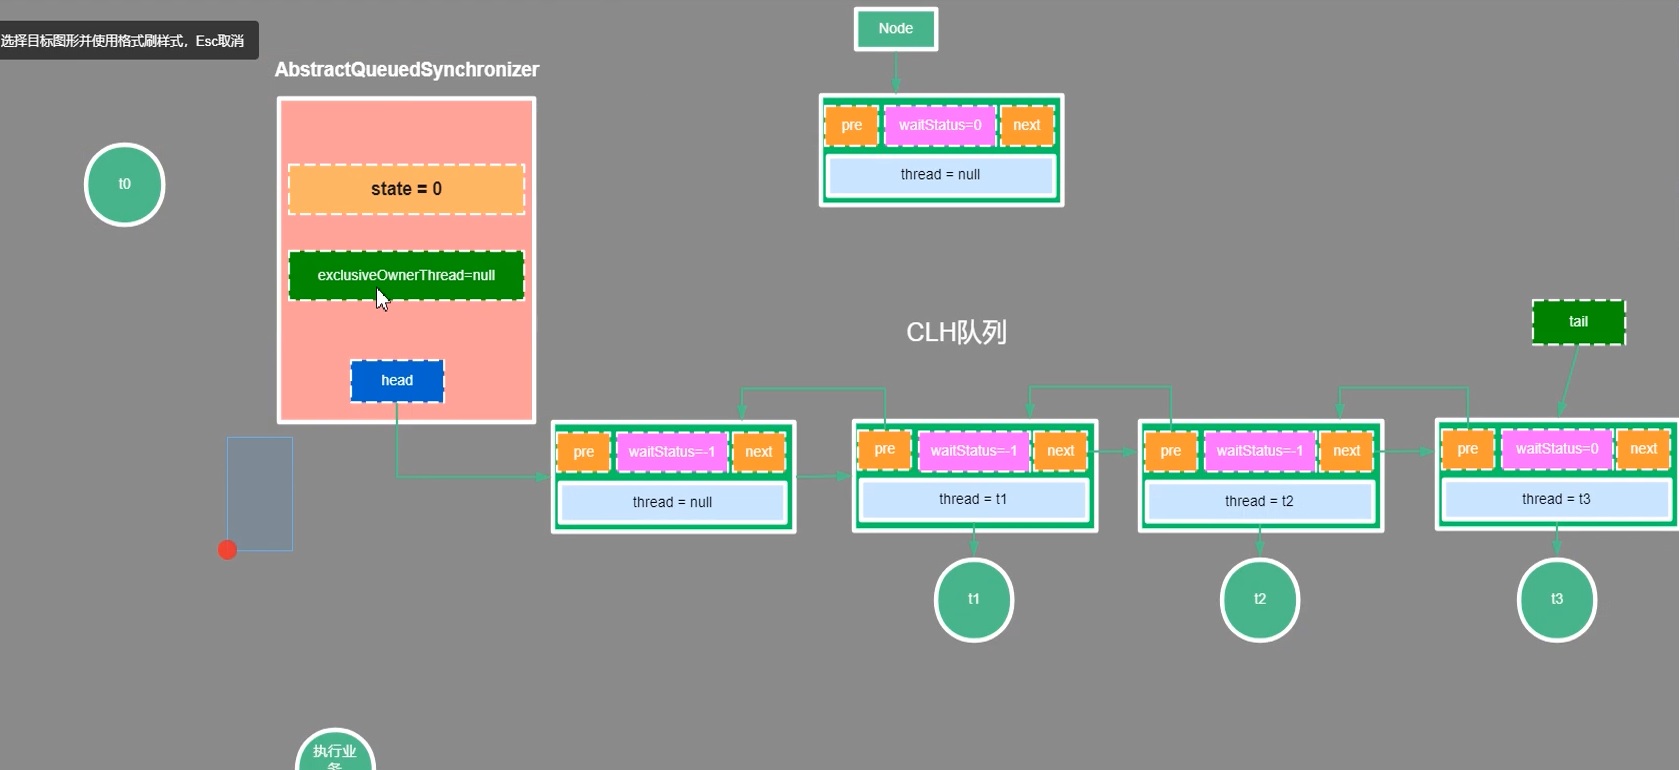 选择目标图形并使用格式刷样式，Esc取消
Node
AbstractQueuedSynchronizer
pre
waitStatus=0
next
thread = null
t0
state = 0
exclusiveOwnerThread=null
head
CLH队列
tail
pre
waitStatus=-1
next
thread = null
pre
waitStatus=-1
next
thread = t1
pre
waitStatus=-1
next
thread = t2
pre
waitStatus=0
next
thread = t3
t1
t2
t3
执行业
务